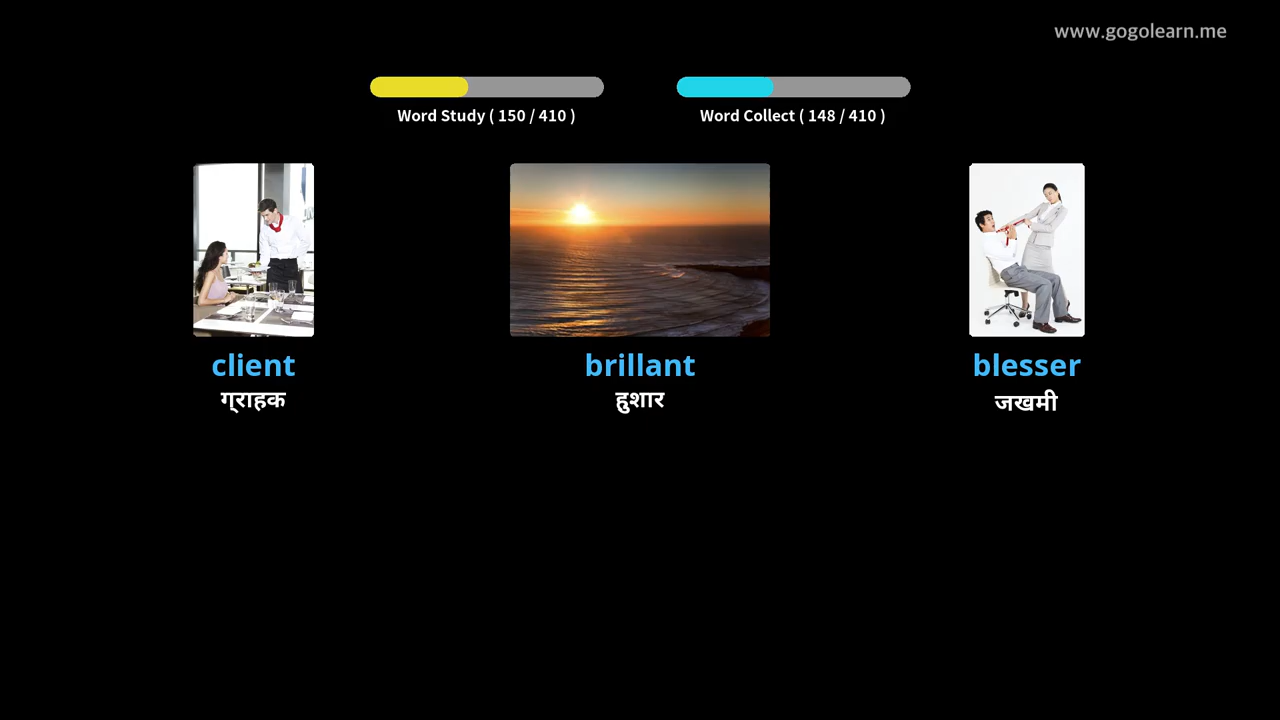 www.gogolearn.me
Word Study ( 150 / 410 )
Word Collect ( 148 / 410 )
client
brillant
blesser
ग्राहक
हुशार
जखमी